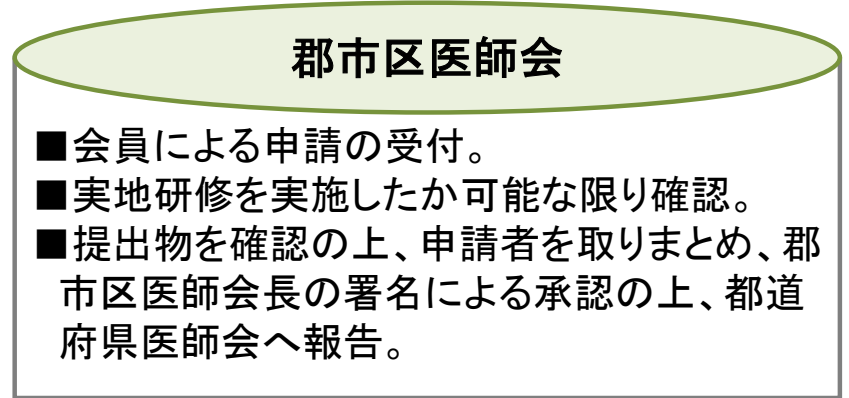 郡市区医師会
■会員による申請の受付。
■実地研修を実施したか可能な限り確認。
■提出物を確認の上、申請者を取りまとめ、郡
市区医師会長の署名による承認の上、都道
府県医師会へ報告。